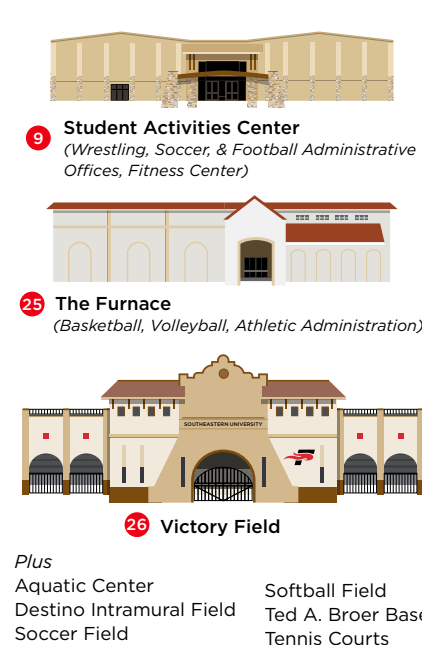 9 Student Activities Center
(Wrestling, Soccer, & Football Administrative
Offices, Fitness Center)
25 The Furnace
(Basketball, Volleyball, Athletic Administration)
SOUTHEASTERN UNIVERSITY
26 Victory Field
Plus
Aquatic Center
Destino Intramural Field
Soccer Field
Softball Field
Ted A. Broer Base
Tennis Courts